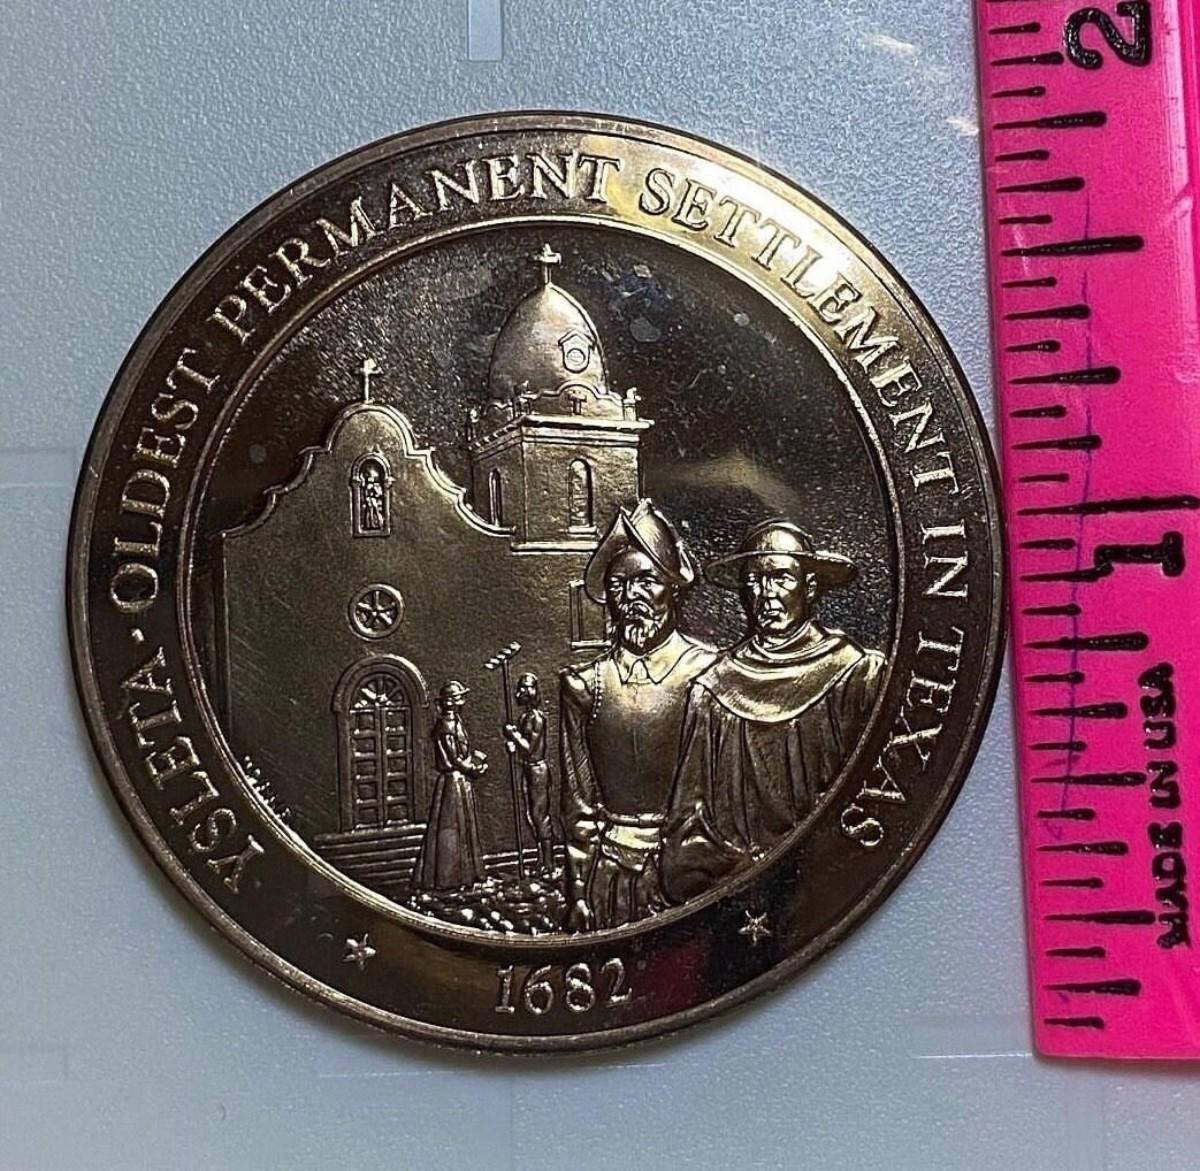 YSLETA · OLDEST PERMANENT SETTLEMENT IN TEXAS
1682
2
1
MADE IN USA